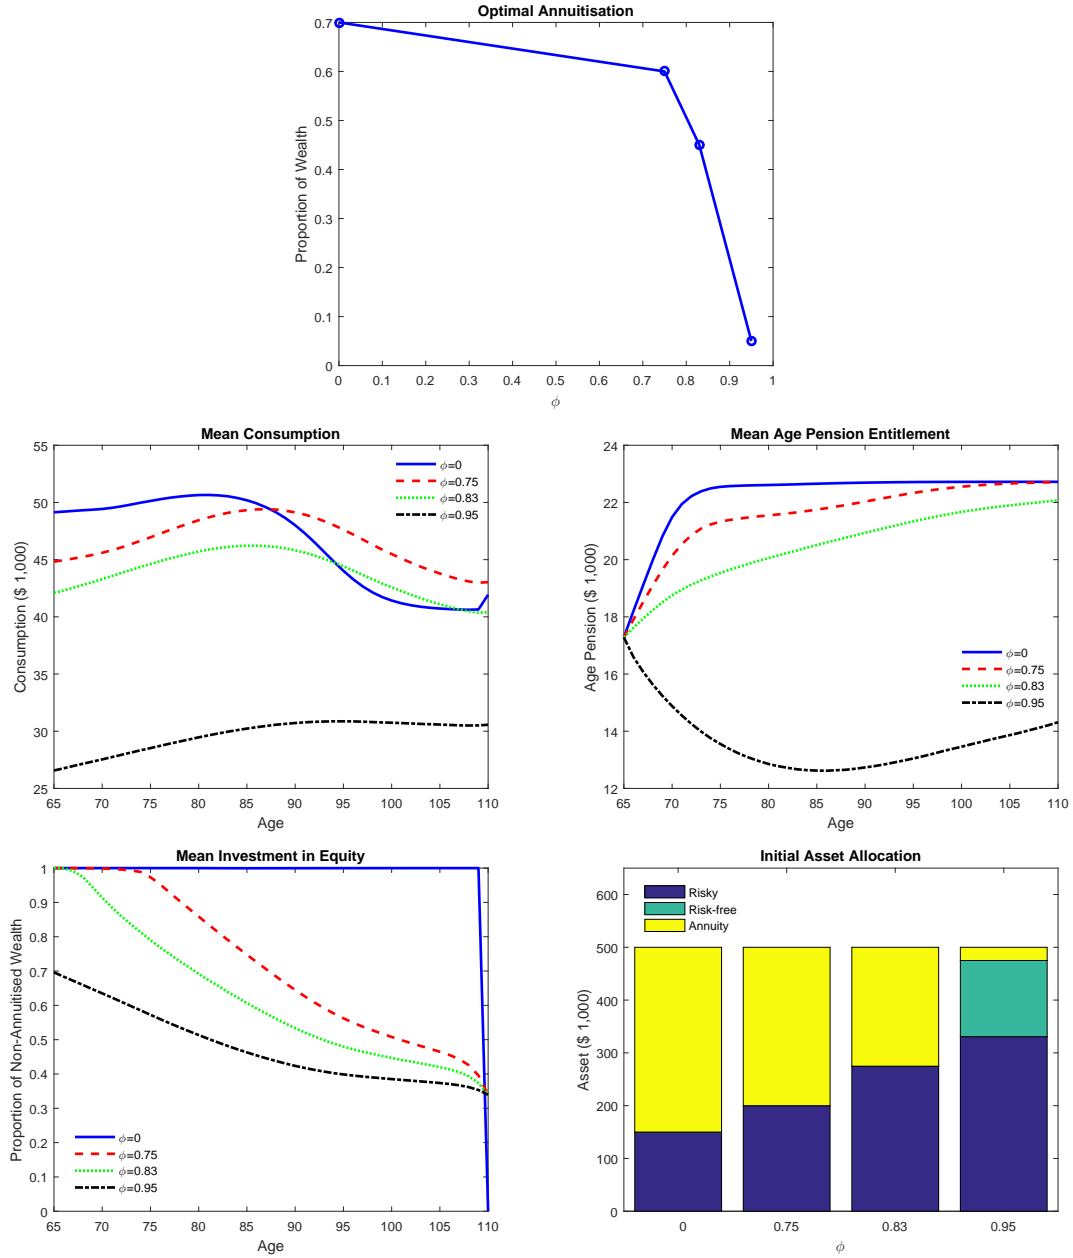 Optimal Annuitisation
Proportion of Wealth
0.7
0.6
0.5
0.4
0.3
0.2
0.1
0
0 0.1 0.2 0.3 0.4 0.5 0.6 0.7 0.8 0.9 1
ϕ
Mean Consumption
Consumption ($ 1,000)
55
50
45
40
35
30
25
ϕ=0
ϕ=0.75
ϕ=0.83
ϕ=0.95
65 70 75 80 85 90 95 100 105 110
Age
Mean Age Pension Entitlement
Age Pension ($ 1,000)
24
22
20
18
16
14
12
ϕ=0
ϕ=0.75
ϕ=0.83
ϕ=0.95
65 70 75 80 85 90 95 100 105 110
Age
Mean Investment in Equity
Proportion of Non-Annuitised Wealth
1
0.9
0.8
0.7
0.6
0.5
0.4
0.3
0.2
0.1
0
ϕ=0
ϕ=0.75
ϕ=0.83
ϕ=0.95
65 70 75 80 85 90 95 100 105 110
Age
Initial Asset Allocation
Asset ($ 1,000)
600
500
400
300
200
100
0
Risky
Risk-free
Annuity
0 0.75 0.83 0.95
ϕ